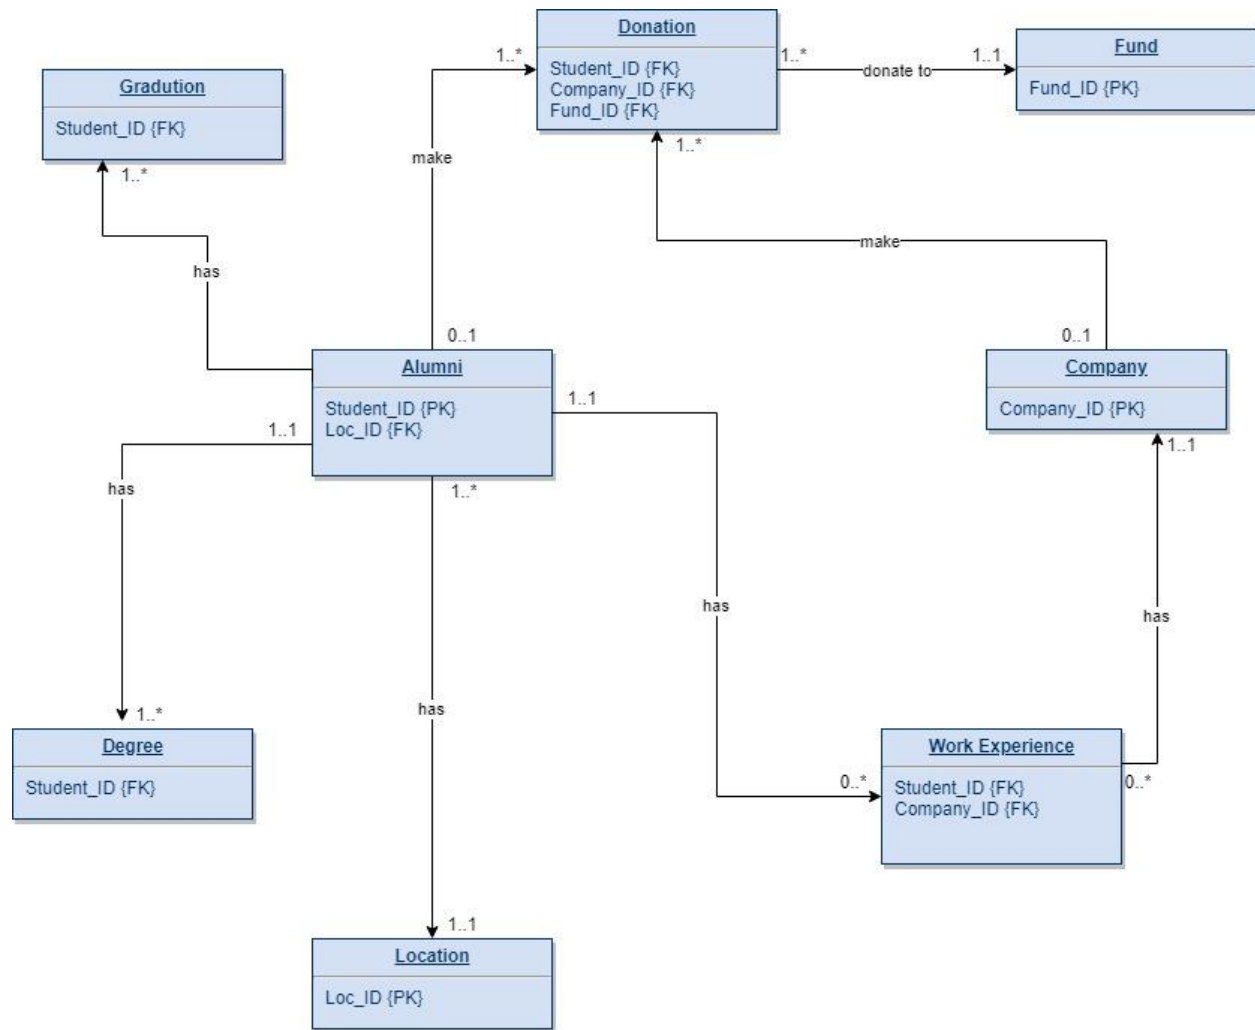 Donation
Student_ID {FK}
Company_ID {FK}
Fund_ID {FK}
1..*
1..*
donate to
1..1
Fund
Fund_ID {PK}
Gradution
Student_ID {FK}
1..*
has
make
1..*
make
0..1
0..1
Alumni
Student_ID {PK}
Loc_ID {FK}
1..1
1..1
1..*
Company
Company_ID {PK}
1..1
has
has
has
has
1..*
Degree
Student_ID {FK}
0..*
Work Experience
Student_ID {FK}
Company_ID {FK}
0..*
1..1
Location
Loc_ID {PK}